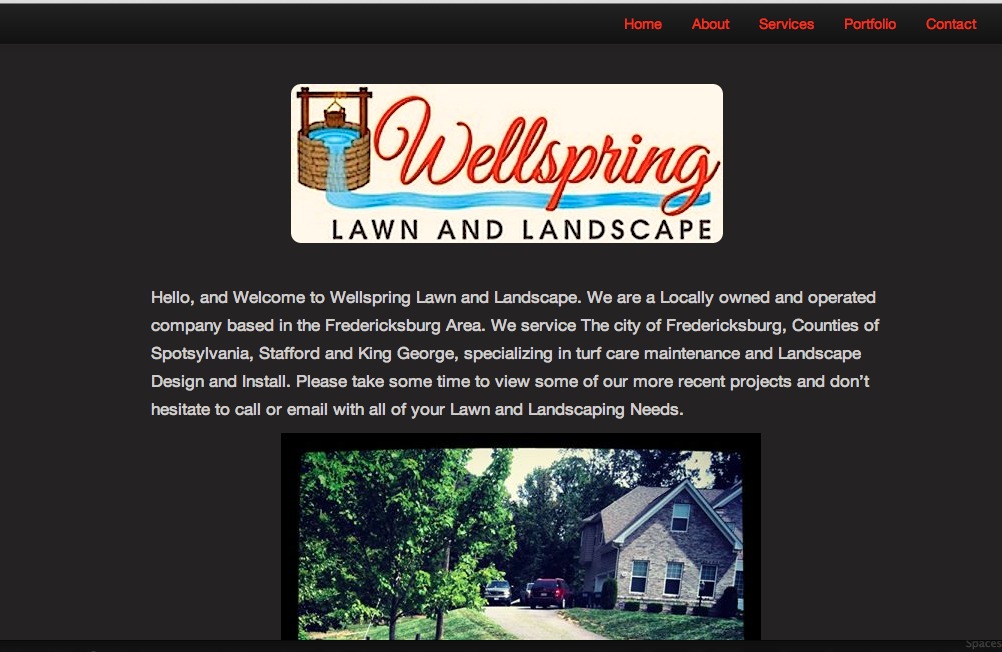 Home About Services Portfolio Contact
Wellspring
LAWN AND LANDSCAPE
Hello, and Welcome to Wellspring Lawn and Landscape. We are a Locally owned and operated
company based in the Fredericksburg Area. We service The city of Fredericksburg, Counties of
Spotsylvania, Stafford and King George, specializing in turf care maintenance and Landscape
Design and Install. Please take some time to view some of our more recent projects and don’t
hesitate to call or email with all of your Lawn and Landscaping Needs.
Spaces